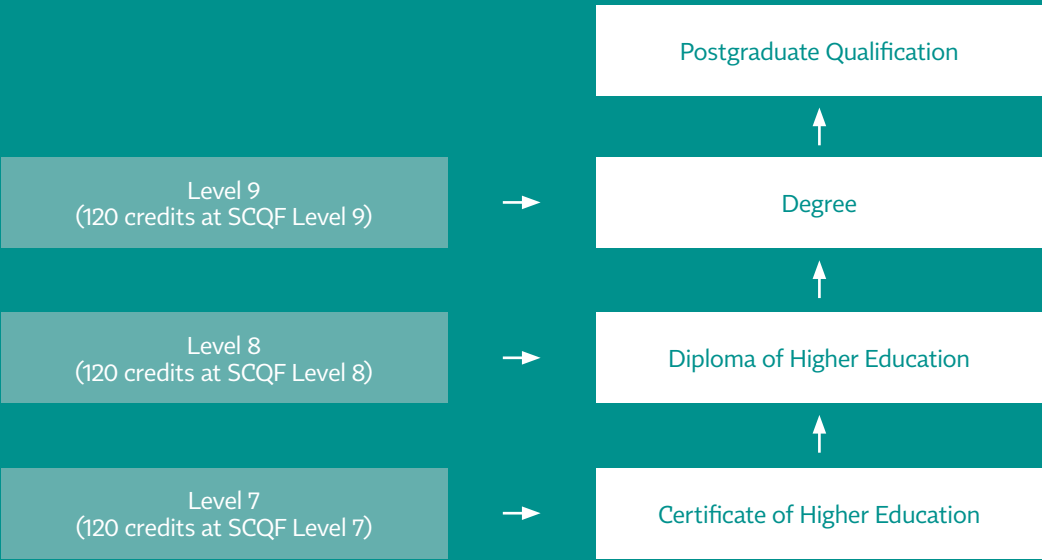 Postgraduate Qualification
Level 9
(120 credits at SCQF Level 9)
Degree
Level 8
(120 credits at SCQF Level 8)
Diploma of Higher Education
Level 7
(120 credits at SCQF Level 7)
Certificate of Higher Education